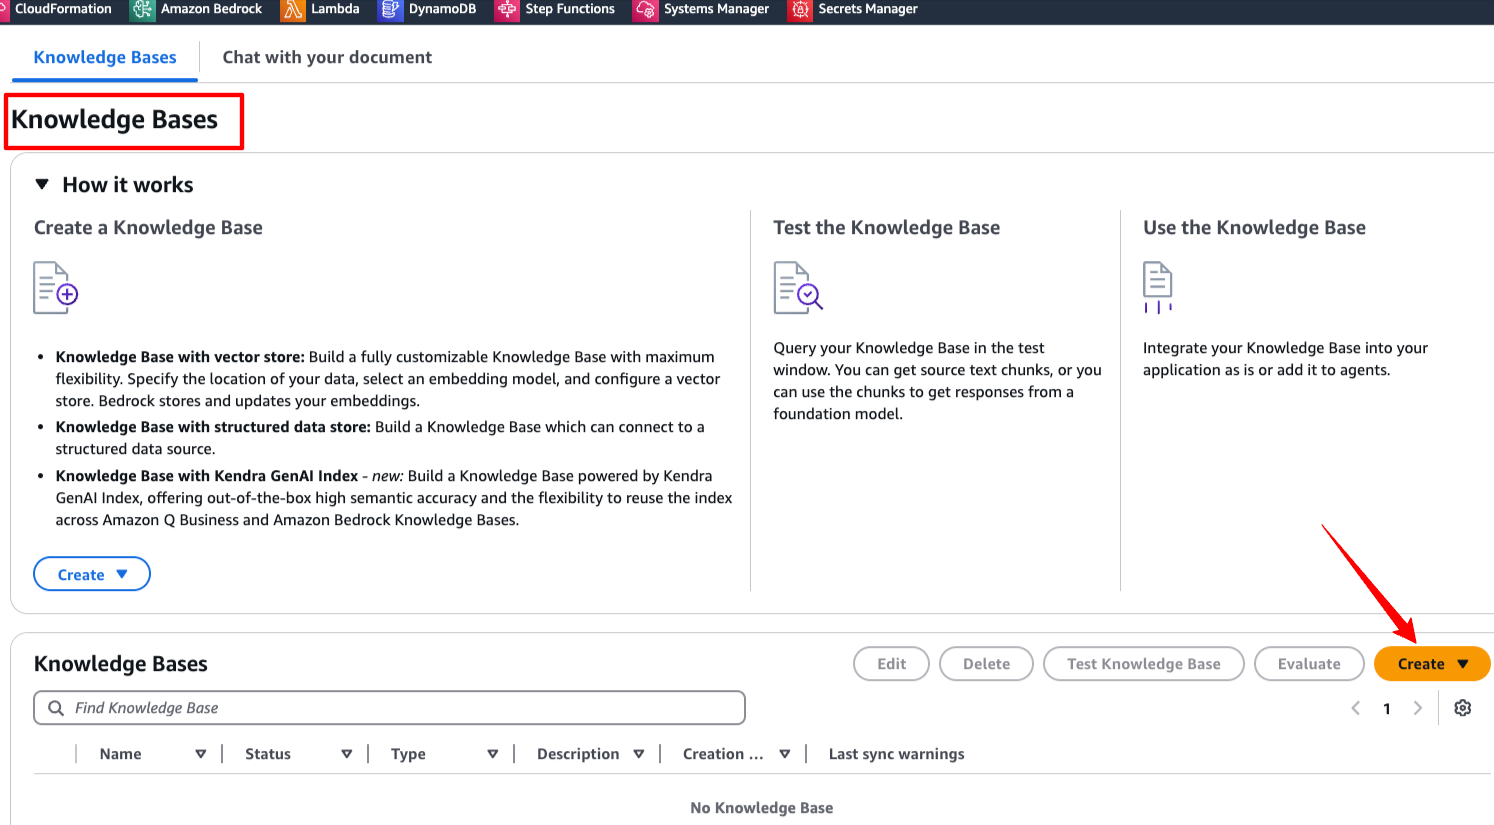 CloudFormation Amazon Bedrock Lambda DynamoDB Step Functions Systems Manager Secrets Manager
Knowledge Bases Chat with your document
Knowledge Bases
How it works
Create a Knowledge Base
Knowledge Base with vector store: Build a fully customizable Knowledge Base with maximum
flexibility. Specify the location of your data, select an embedding model, and configure a vector
store. Bedrock stores and updates your embeddings.
Knowledge Base with structured data store: Build a Knowledge Base which can connect to a
structured data source.
Knowledge Base with Kendra GenAI Index - new: Build a Knowledge Base powered by Kendra
GenAI Index, offering out-of-the-box high semantic accuracy and the flexibility to reuse the index
across Amazon Q Business and Amazon Bedrock Knowledge Bases.
Create
Test the Knowledge Base
Query your Knowledge Base in the test
window. You can get source text chunks, or you
can use the chunks to get responses from a
foundation model.
Use the Knowledge Base
Integrate your Knowledge Base into your
application as is or add it to agents.
Knowledge Bases Edit Delete Test Knowledge Base Evaluate Create
Find Knowledge Base 1
Name Status Type Description Creation ... Last sync warnings
No Knowledge Base